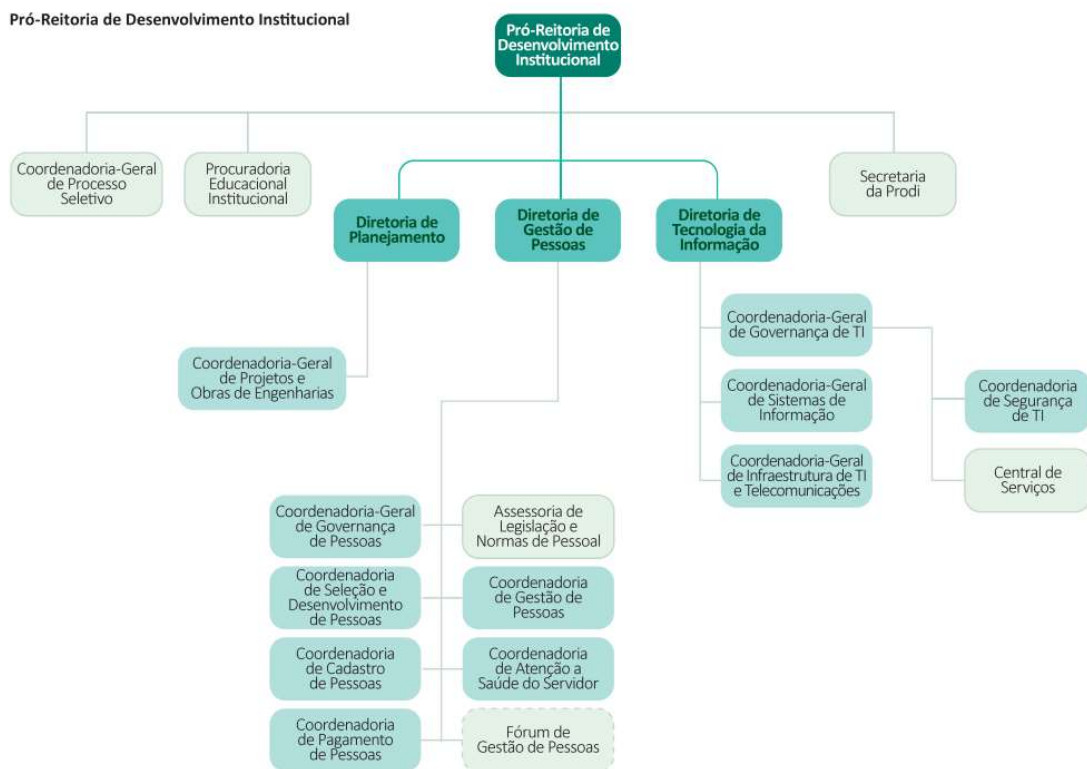 Pró-Reitoria de Desenvolvimento Institucional
Pró-Reitoria de
Desenvolvimento
Institucional
Coordenadoria-Geral
de Processo
Seletivo
Procuradoria
Educacional
Institucional
Secretaria
da Prodi
Diretoria de
Planejamento
Diretoria de
Gestão de
Pessoas
Diretoria de
Tecnologia da
Informação
Coordenadoria-Geral
de Projetos e
Obras de Engenharias
Coordenadoria-Geral
de Governança de TI
Coordenadoria-Geral
de Sistemas de
Informação
Coordenadoria-Geral
de Infraestrutura de TI
e Telecomunicações
Coordenadoria
de Segurança
de TI
Central de
Serviços
Coordenadoria-Geral
de Governança
de Pessoas
Assessoria de
Legislação e
Normas de Pessoal
Coordenadoria
de Seleção e
Desenvolvimento
de Pessoas
Coordenadoria
de Gestão de
Pessoas
Coordenadoria
de Cadastro
de Pessoas
Coordenadoria
de Atenção a
Saúde do Servidor
Coordenadoria
de Pagamento
de Pessoas
Fórum de
Gestão de Pessoas